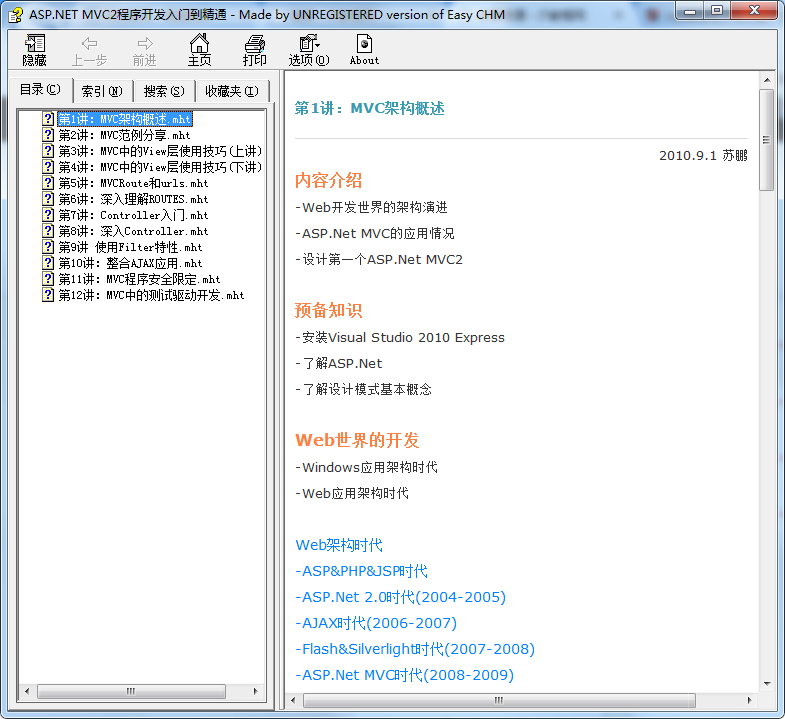 ASP.NET MVC2程序开发入门到精通 - Made by UNREGISTERED version of Easy CHM
隐藏 上一步 前进 主页 打印 选项(O) About
目录(C) 索引(N) 搜索(S) 收藏夹(I)
第1讲：MVC架构概述.mht
第2讲：MVC范例分享.mht
第3讲：MVC中的View层使用技巧(上讲)
第4讲：MVC中的View层使用技巧(下讲)
第5讲：MVCRoute和urls.mht
第6讲：深入理解ROUTES.mht
第7讲：Controller入门.mht
第8讲：深入Controller.mht
第9讲 使用Filter特性.mht
第10讲：整合AJAX应用.mht
第11讲：MVC程序安全限定.mht
第12讲：MVC中的测试驱动开发.mht
第1讲：MVC架构概述
2010.9.1 苏鹏
内容介绍
-Web开发世界的架构演进
-ASP.Net MVC的应用情况
-设计第一个ASP.Net MVC2
预备知识
-安装Visual Studio 2010 Express
-了解ASP.Net
-了解设计模式基本概念
Web世界的开发
-Windows应用架构时代
-Web应用架构时代
Web架构时代
-ASP&PHP&JSP时代
-ASP.Net 2.0时代(2004-2005)
-AJAX时代(2006-2007)
-Flash&Silverlight时代(2007-2008)
-ASP.Net MVC时代(2008-2009)